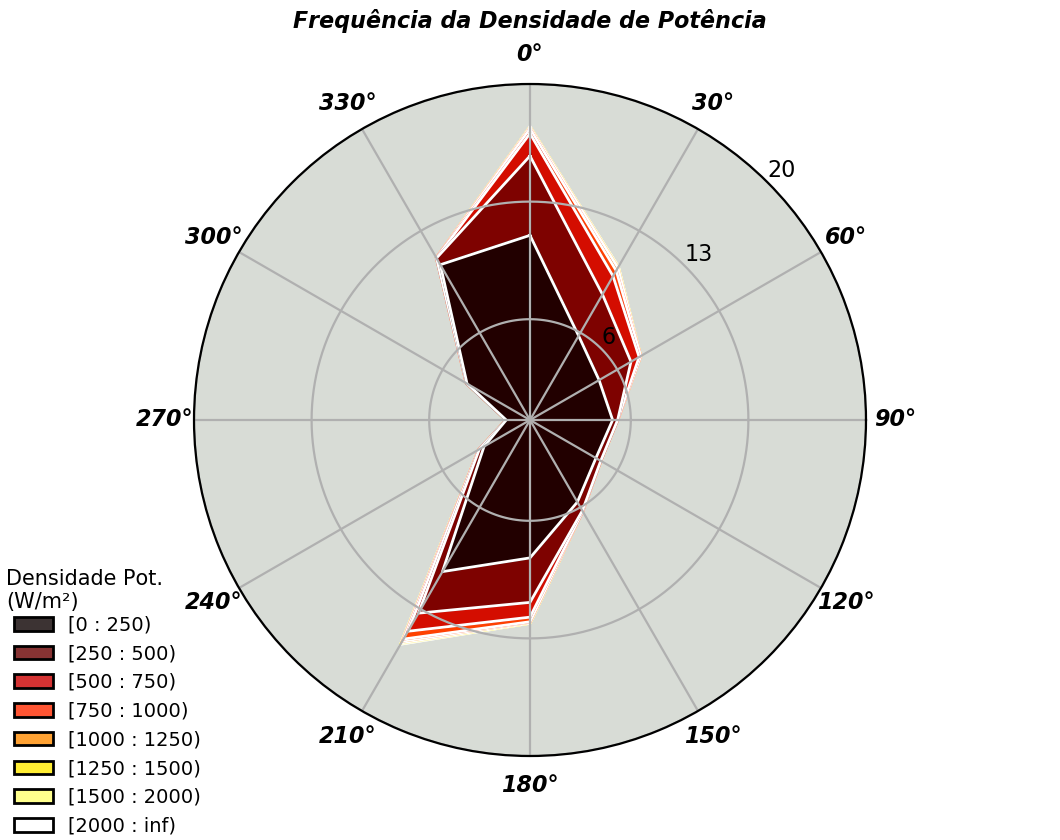 Frequência da Densidade de Potência
0°
330°
30°
20
300°
60°
13
6
270°
90°
240°
120°
210°
150°
180°
Densidade Pot.
(W/m²)
[0 : 250)
[250 : 500)
[500 : 750)
[750 : 1000)
[1000 : 1250)
[1250 : 1500)
[1500 : 2000)
[2000 : inf)